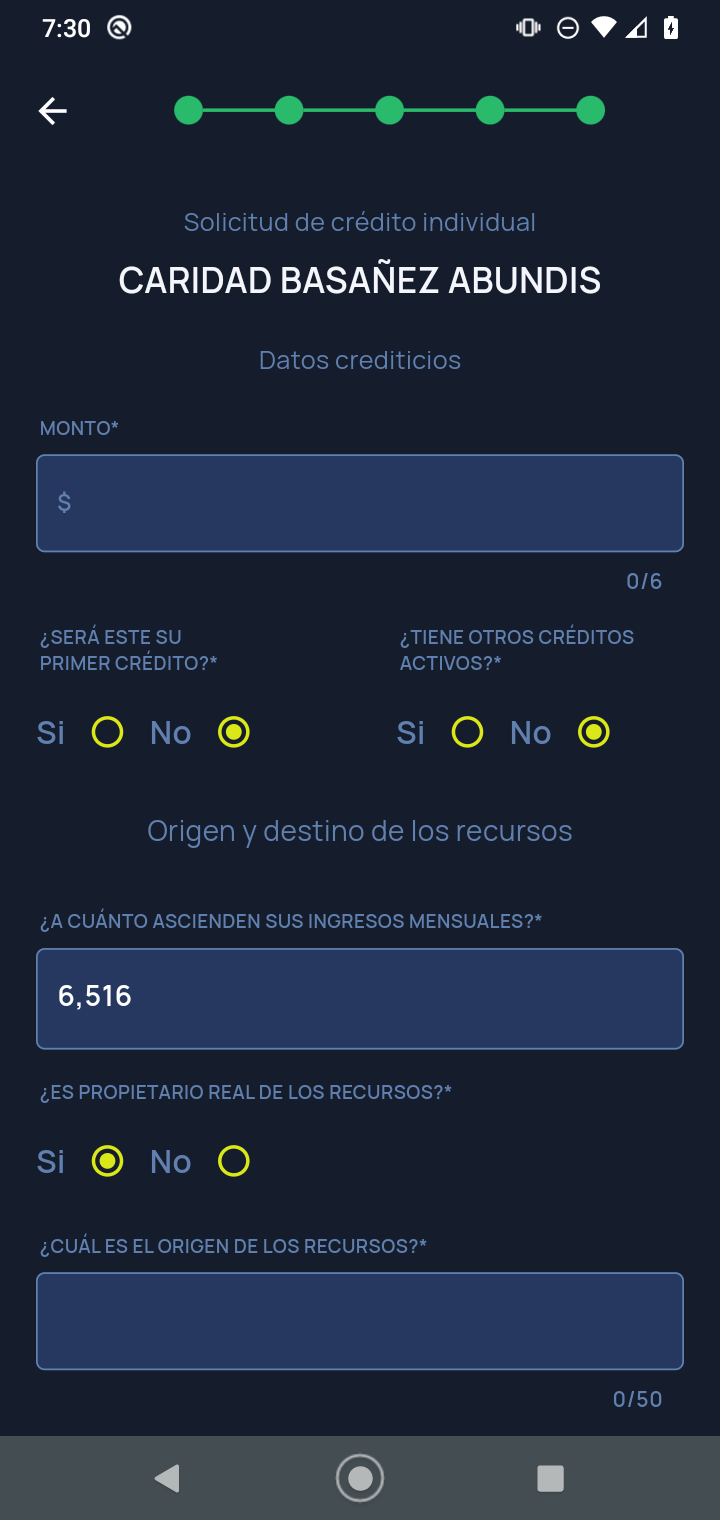 7:30
Solicitud de crédito individual
CARIDAD BASAÑEZ ABUNDIS
Datos crediticios
MONTO*
$
0/6
¿SERÁ ESTE SU
PRIMER CRÉDITO?*
Si No
¿TIENE OTROS CRÉDITOS
ACTIVOS?*
Si No
Origen y destino de los recursos
¿A CUÁNTO ASCIENDEN SUS INGRESOS MENSUALES?*
6,516
¿ES PROPIETARIO REAL DE LOS RECURSOS?*
Si No
¿CUÁL ES EL ORIGEN DE LOS RECURSOS?*
0/50